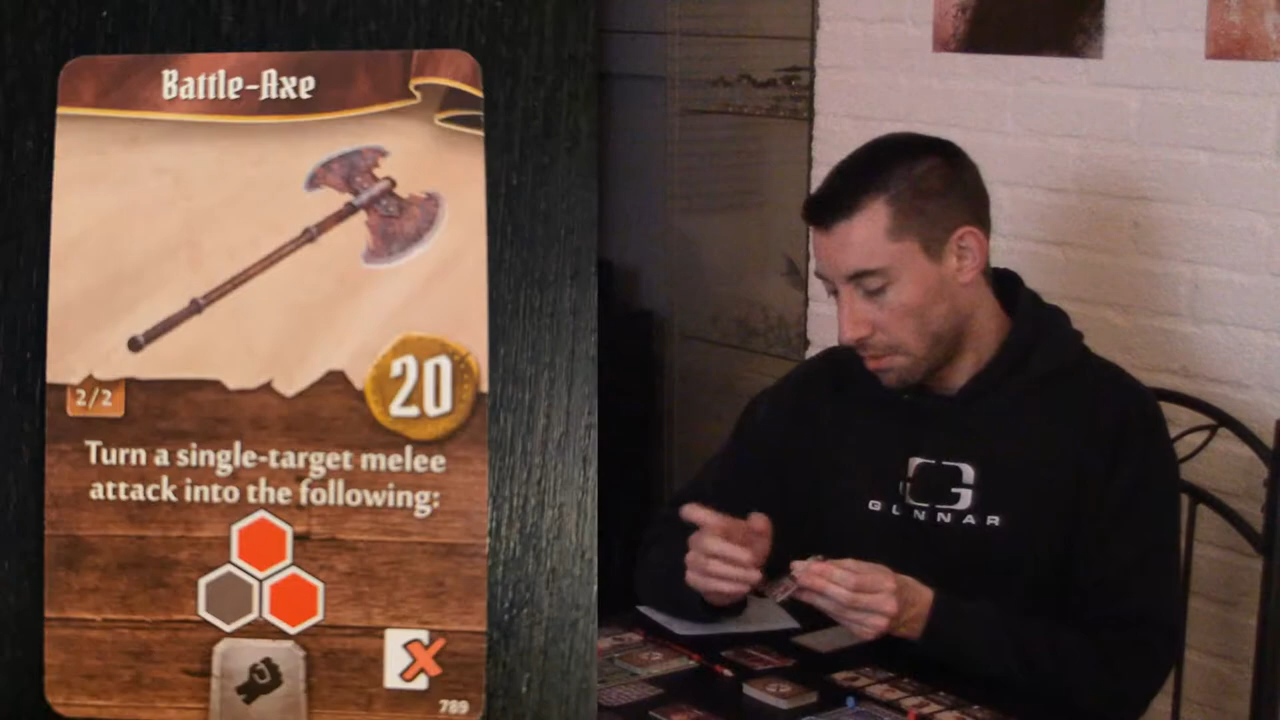 Battle-Axe
20
2/2
Turn a single-target melee
attack into the following:
789
GUNNAR